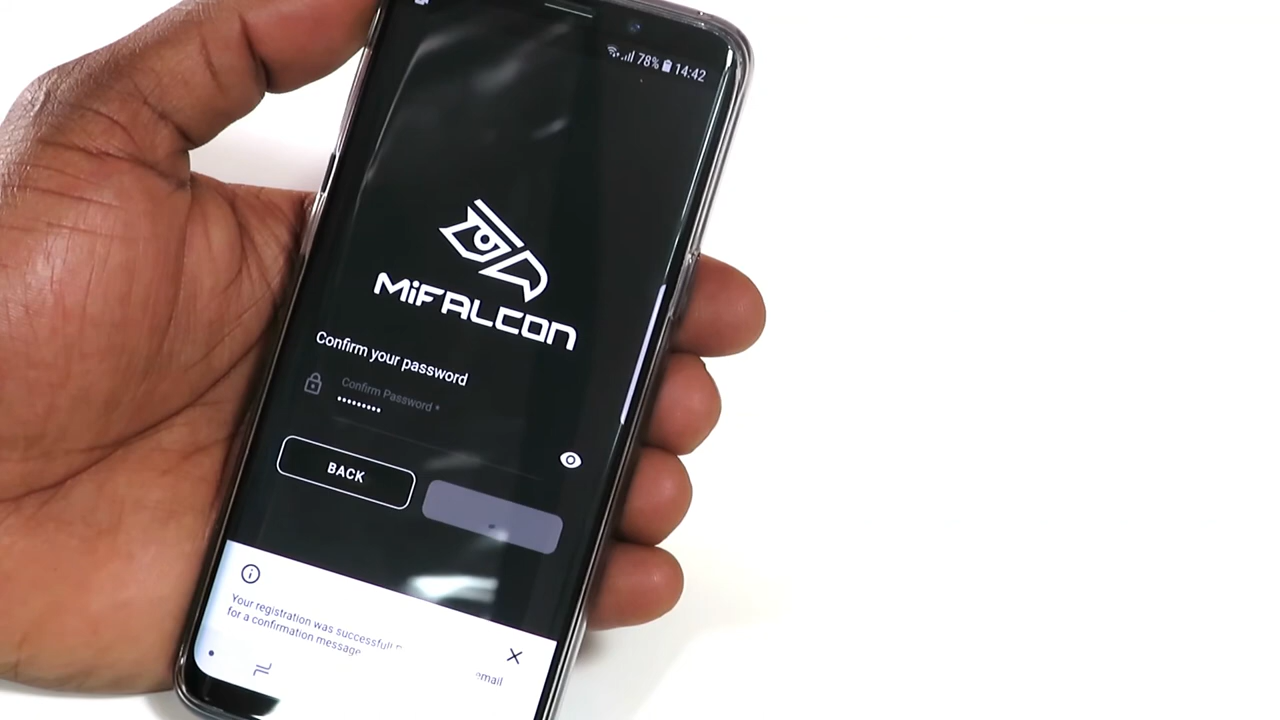 78% 14:42
MiFALCON
Confirm your password
Confirm Password *
BACK
Your registration was successful!
for a confirmation message
email